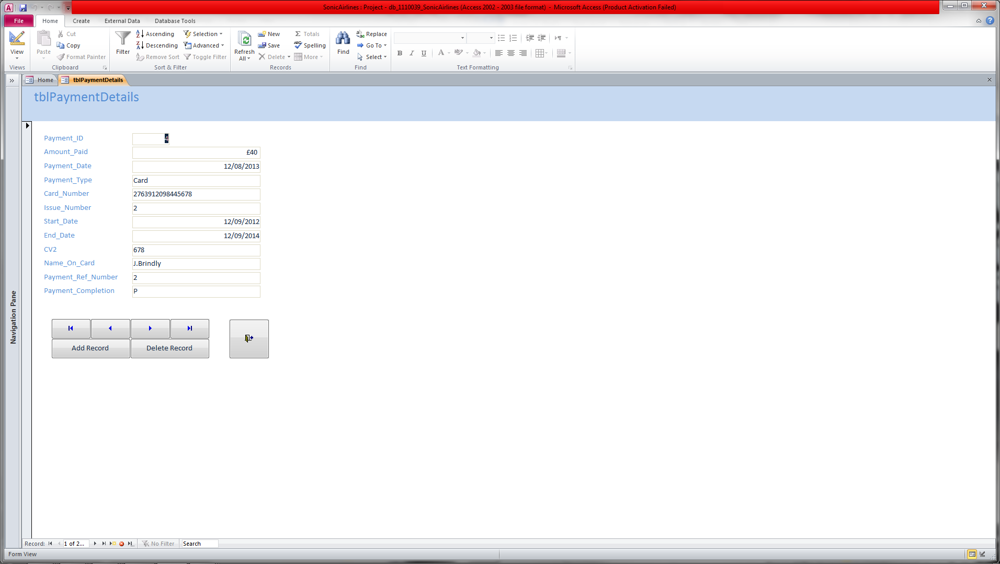 SonicAirlines : Project - db_1110039_SonicAirlines (Access 2002 - 2003 file format) - Microsoft Access (Product Activation Failed)
File Home Create External Data Database Tools
View Paste Cut Copy Format Painter
Filter Ascending Descending Remove Sort Selection Advanced Toggle Filter
Refresh All New Save Delete Totals Spelling More
Find Replace Go To Select
B I U A
Views Clipboard Sort & Filter Records Find Text Formatting
Home tblPaymentDetails
tblPaymentDetails
Payment_ID 4
Amount_Paid £40
Payment_Date 12/08/2013
Payment_Type Card
Card_Number 2763912098445678
Issue_Number 2
Start_Date 12/09/2012
End_Date 12/09/2014
CV2 678
Name_On_Card J.Brindly
Payment_Ref_Number 2
Payment_Completion P
Add Record Delete Record
Navigation Pane
Record: 1 of 2... No Filter Search
Form View